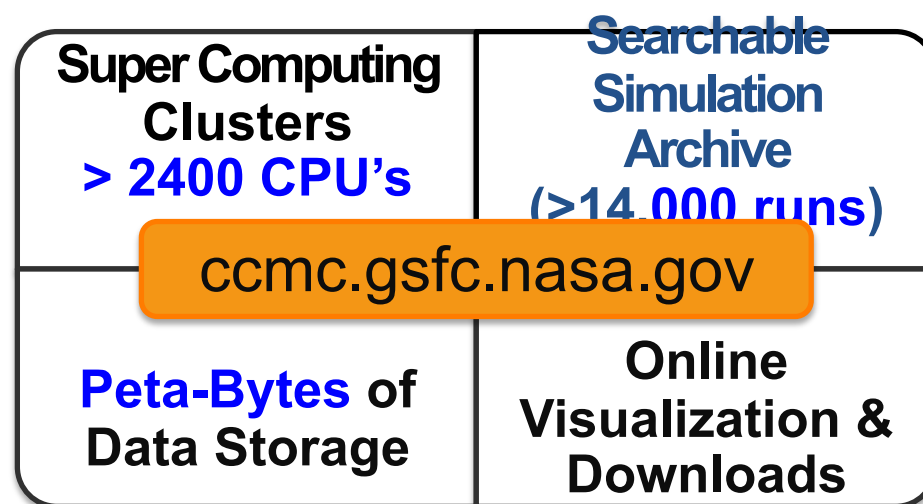 Super Computing
Clusters
> 2400 CPU’s
Searchable
Simulation
Archive
(>14,000 runs)
ccmc.gsfc.nasa.gov
Peta-Bytes of
Data Storage
Online
Visualization &
Downloads